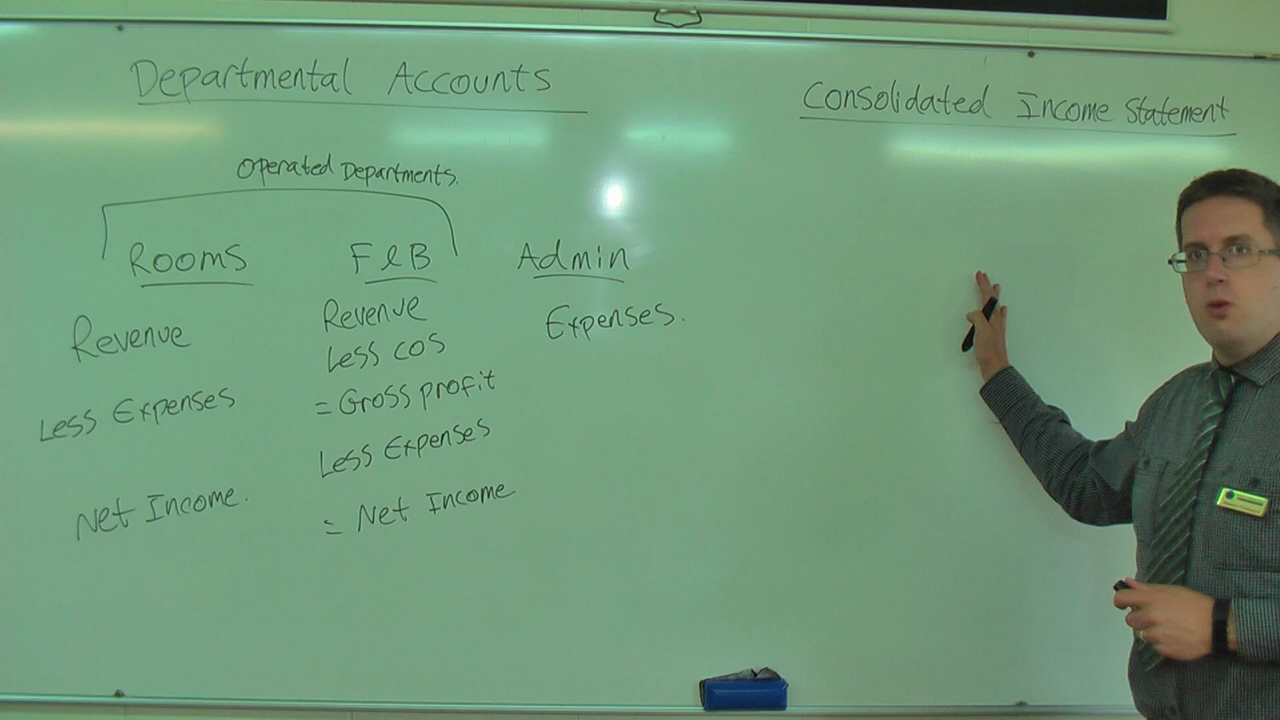 Departmental Accounts
Consolidated Income Statement
Operated Departments.
Rooms
Revenue
Less Expenses
Net Income.
F&B
Revenue
Less COS
= Gross profit
Less Expenses
= Net Income
Admin
Expenses.